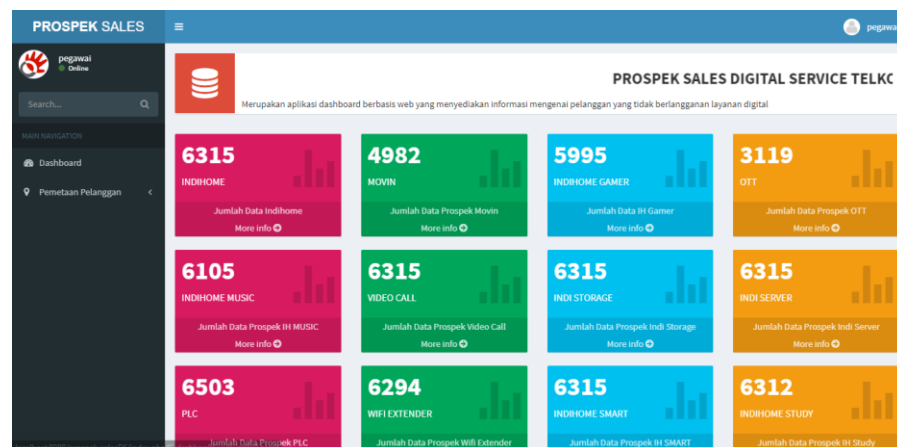 PROSPEK SALES
pegawa
pegawai
Online
Search...
MAIN NAVIGATION
Dashboard
Pemetaan Pelanggan
PROSPEK SALES DIGITAL SERVICE TELKO
Merupakan aplikasi dashboard berbasis web yang menyediakan informasi mengenai pelanggan yang tidak berlangganan layanan digital
6315
INDIHOME
Jumlah Data Indihome
More info
4982
MOVIN
Jumlah Data Prospek Movin
More info
5995
INDIHOME GAMER
Jumlah Data IH Gamer
More info
3119
OTT
Jumlah Data Prospek OTT
More info
6105
INDIHOME MUSIC
Jumlah Data Prospek IH MUSIC
More info
6315
VIDEO CALL
Jumlah Data Prospek Video Call
More info
6315
INDI STORAGE
Jumlah Data Prospek Indi Storage
More info
6315
INDI SERVER
Jumlah Data Prospek Indi Server
More info
6503
PLC
Jumlah Data Prospek PLC
6294
WIFI EXTENDER
Jumlah Data Prospek Wifi Extender
6315
INDIHOME SMART
Jumlah Data Prospek IH SMART
6312
INDIHOME STUDY
Jumlah Data Prospek IH Study